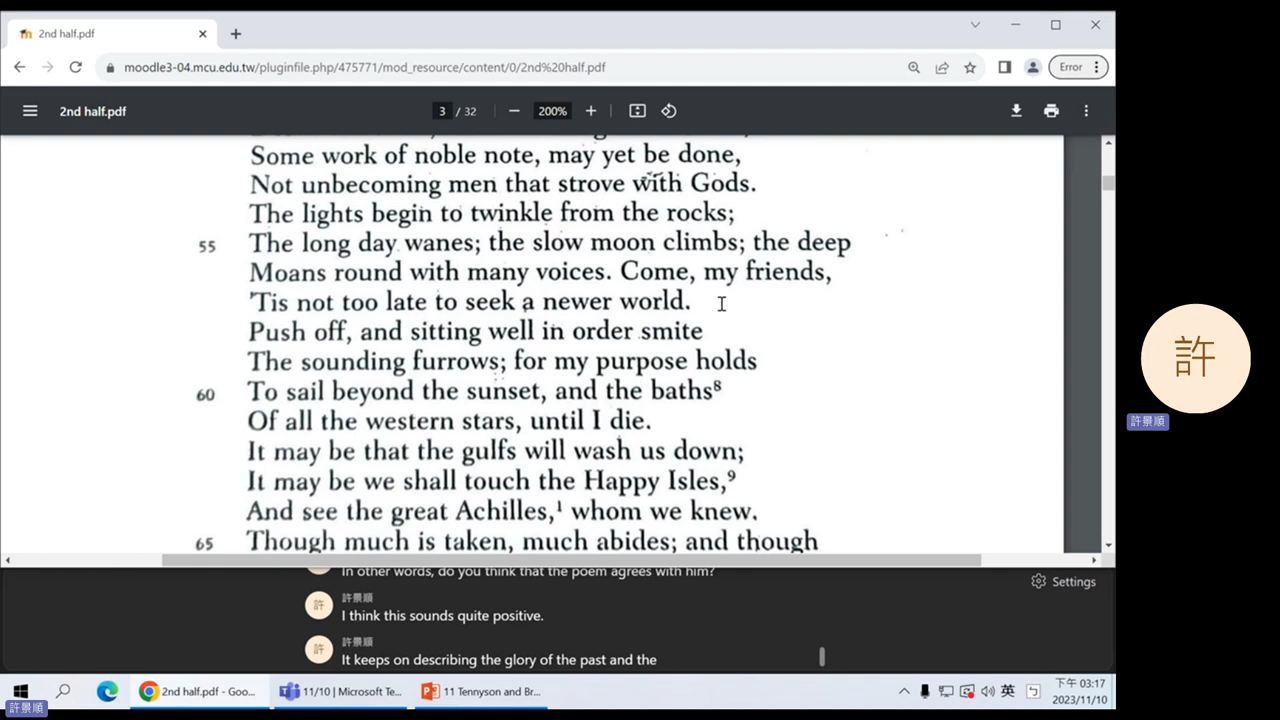 2nd half.pdf
moodle3-04.mcu.edu.tw/pluginfile.php/475771/mod_resource/content/0/2nd%20half.pdf
Error
2nd half.pdf
3 / 32
200%
Some work of noble note, may yet be done,
Not unbecoming men that strove with Gods.
The lights begin to twinkle from the rocks;
55 The long day wanes; the slow moon climbs; the deep
Moans round with many voices. Come, my friends,
'Tis not too late to seek a newer world.
Push off, and sitting well in order smite
The sounding furrows; for my purpose holds
60 To sail beyond the sunset, and the baths⁸
Of all the western stars, until I die.
It may be that the gulfs will wash us down;
It may be we shall touch the Happy Isles,⁹
And see the great Achilles,¹ whom we knew.
65 Though much is taken, much abides; and though
In other words, do you think that the poem agrees with him?
許 許景順
I think this sounds quite positive.
許 許景順
It keeps on describing the glory of the past and the
Settings
許
許景順
2nd half.pdf - Goo...
11/10 | Microsoft Te...
11 Tennyson and Br...
英
下午 03:17
2023/11/10
許景順